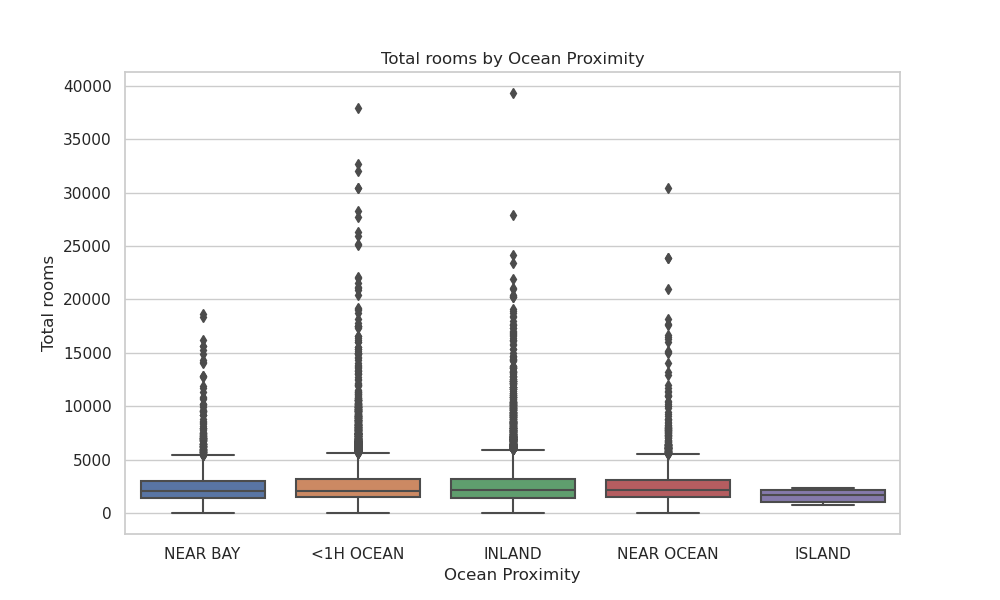 Total rooms by Ocean Proximity
Total rooms
40000
35000
30000
25000
20000
15000
10000
5000
0
NEAR BAY
<1H OCEAN
INLAND
NEAR OCEAN
ISLAND
Ocean Proximity